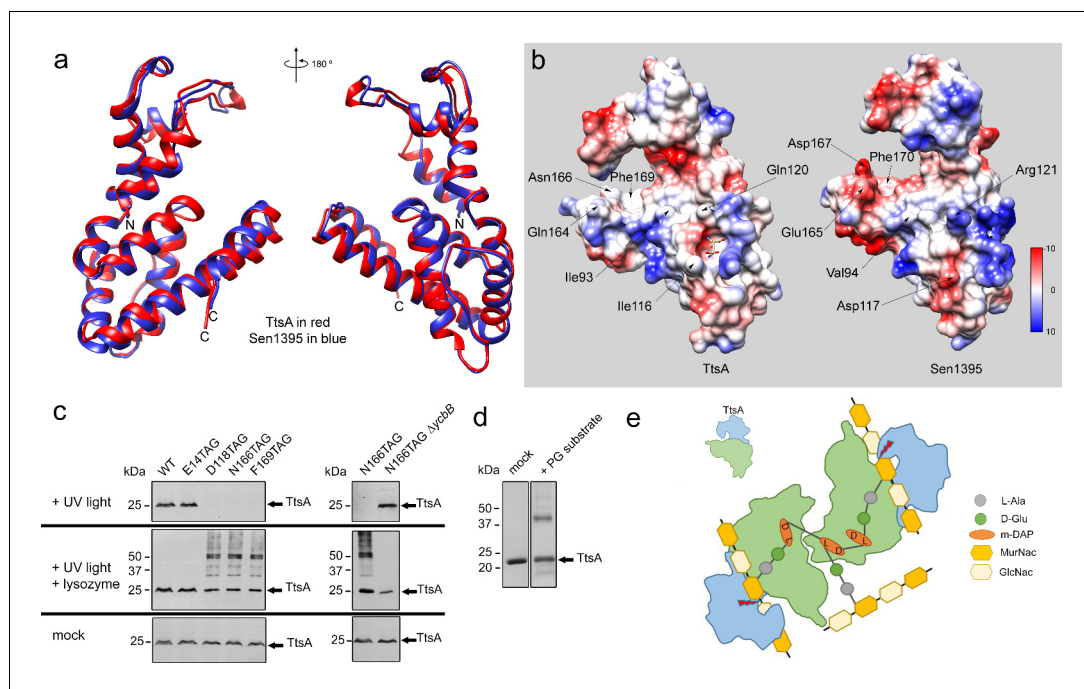 a
180 º
N
N
C
C
TtsA in red
Sen1395 in blue
b
Asp167
Phe170
Arg121
Asn166
Phe169
Gln120
Gln164
Glu165
Ile93
Val94
Ile116
Asp117
-10
0
10
TtsA
Sen1395
c
kDa
WT
E14TAG
D118TAG
N166TAG
F169TAG
kDa
N166TAG
N166TAG ΔycbB
+ UV light
25
TtsA
25
TtsA
+ UV light
+ lysozyme
50
37
25
TtsA
50
37
25
TtsA
mock
25
TtsA
25
TtsA
d
mock
+ PG substrate
kDa
50
37
25
20
TtsA
e
TtsA
L
D
L
D
D
L
L-Ala
D-Glu
m-DAP
MurNac
GlcNac